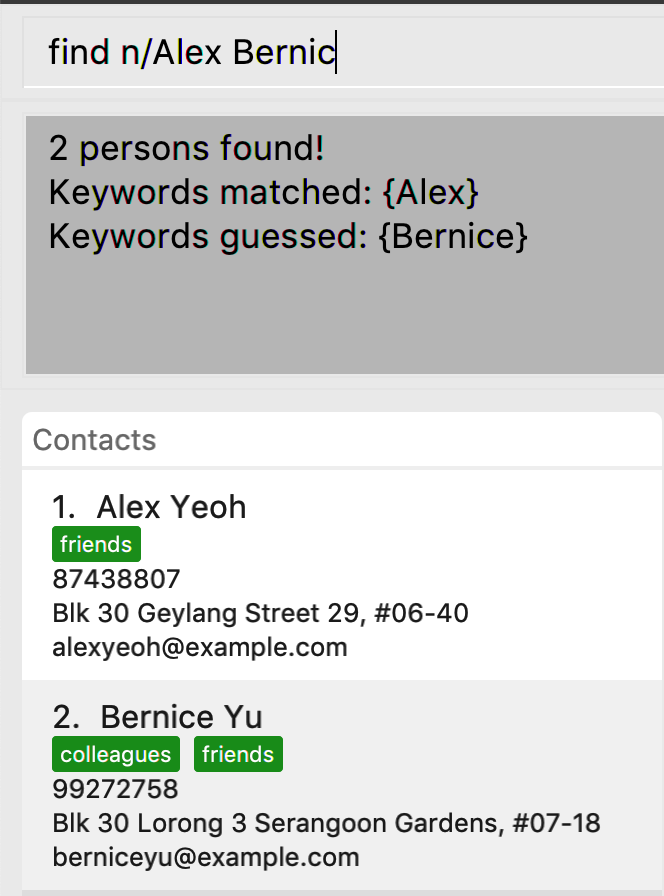 find n/Alex Bernic
2 persons found!
Keywords matched: {Alex}
Keywords guessed: {Bernice}
Contacts
1. Alex Yeoh
friends
87438807
Blk 30 Geylang Street 29, #06-40
alexyeoh@example.com
2. Bernice Yu
colleagues friends
99272758
Blk 30 Lorong 3 Serangoon Gardens, #07-18
berniceyu@example.com